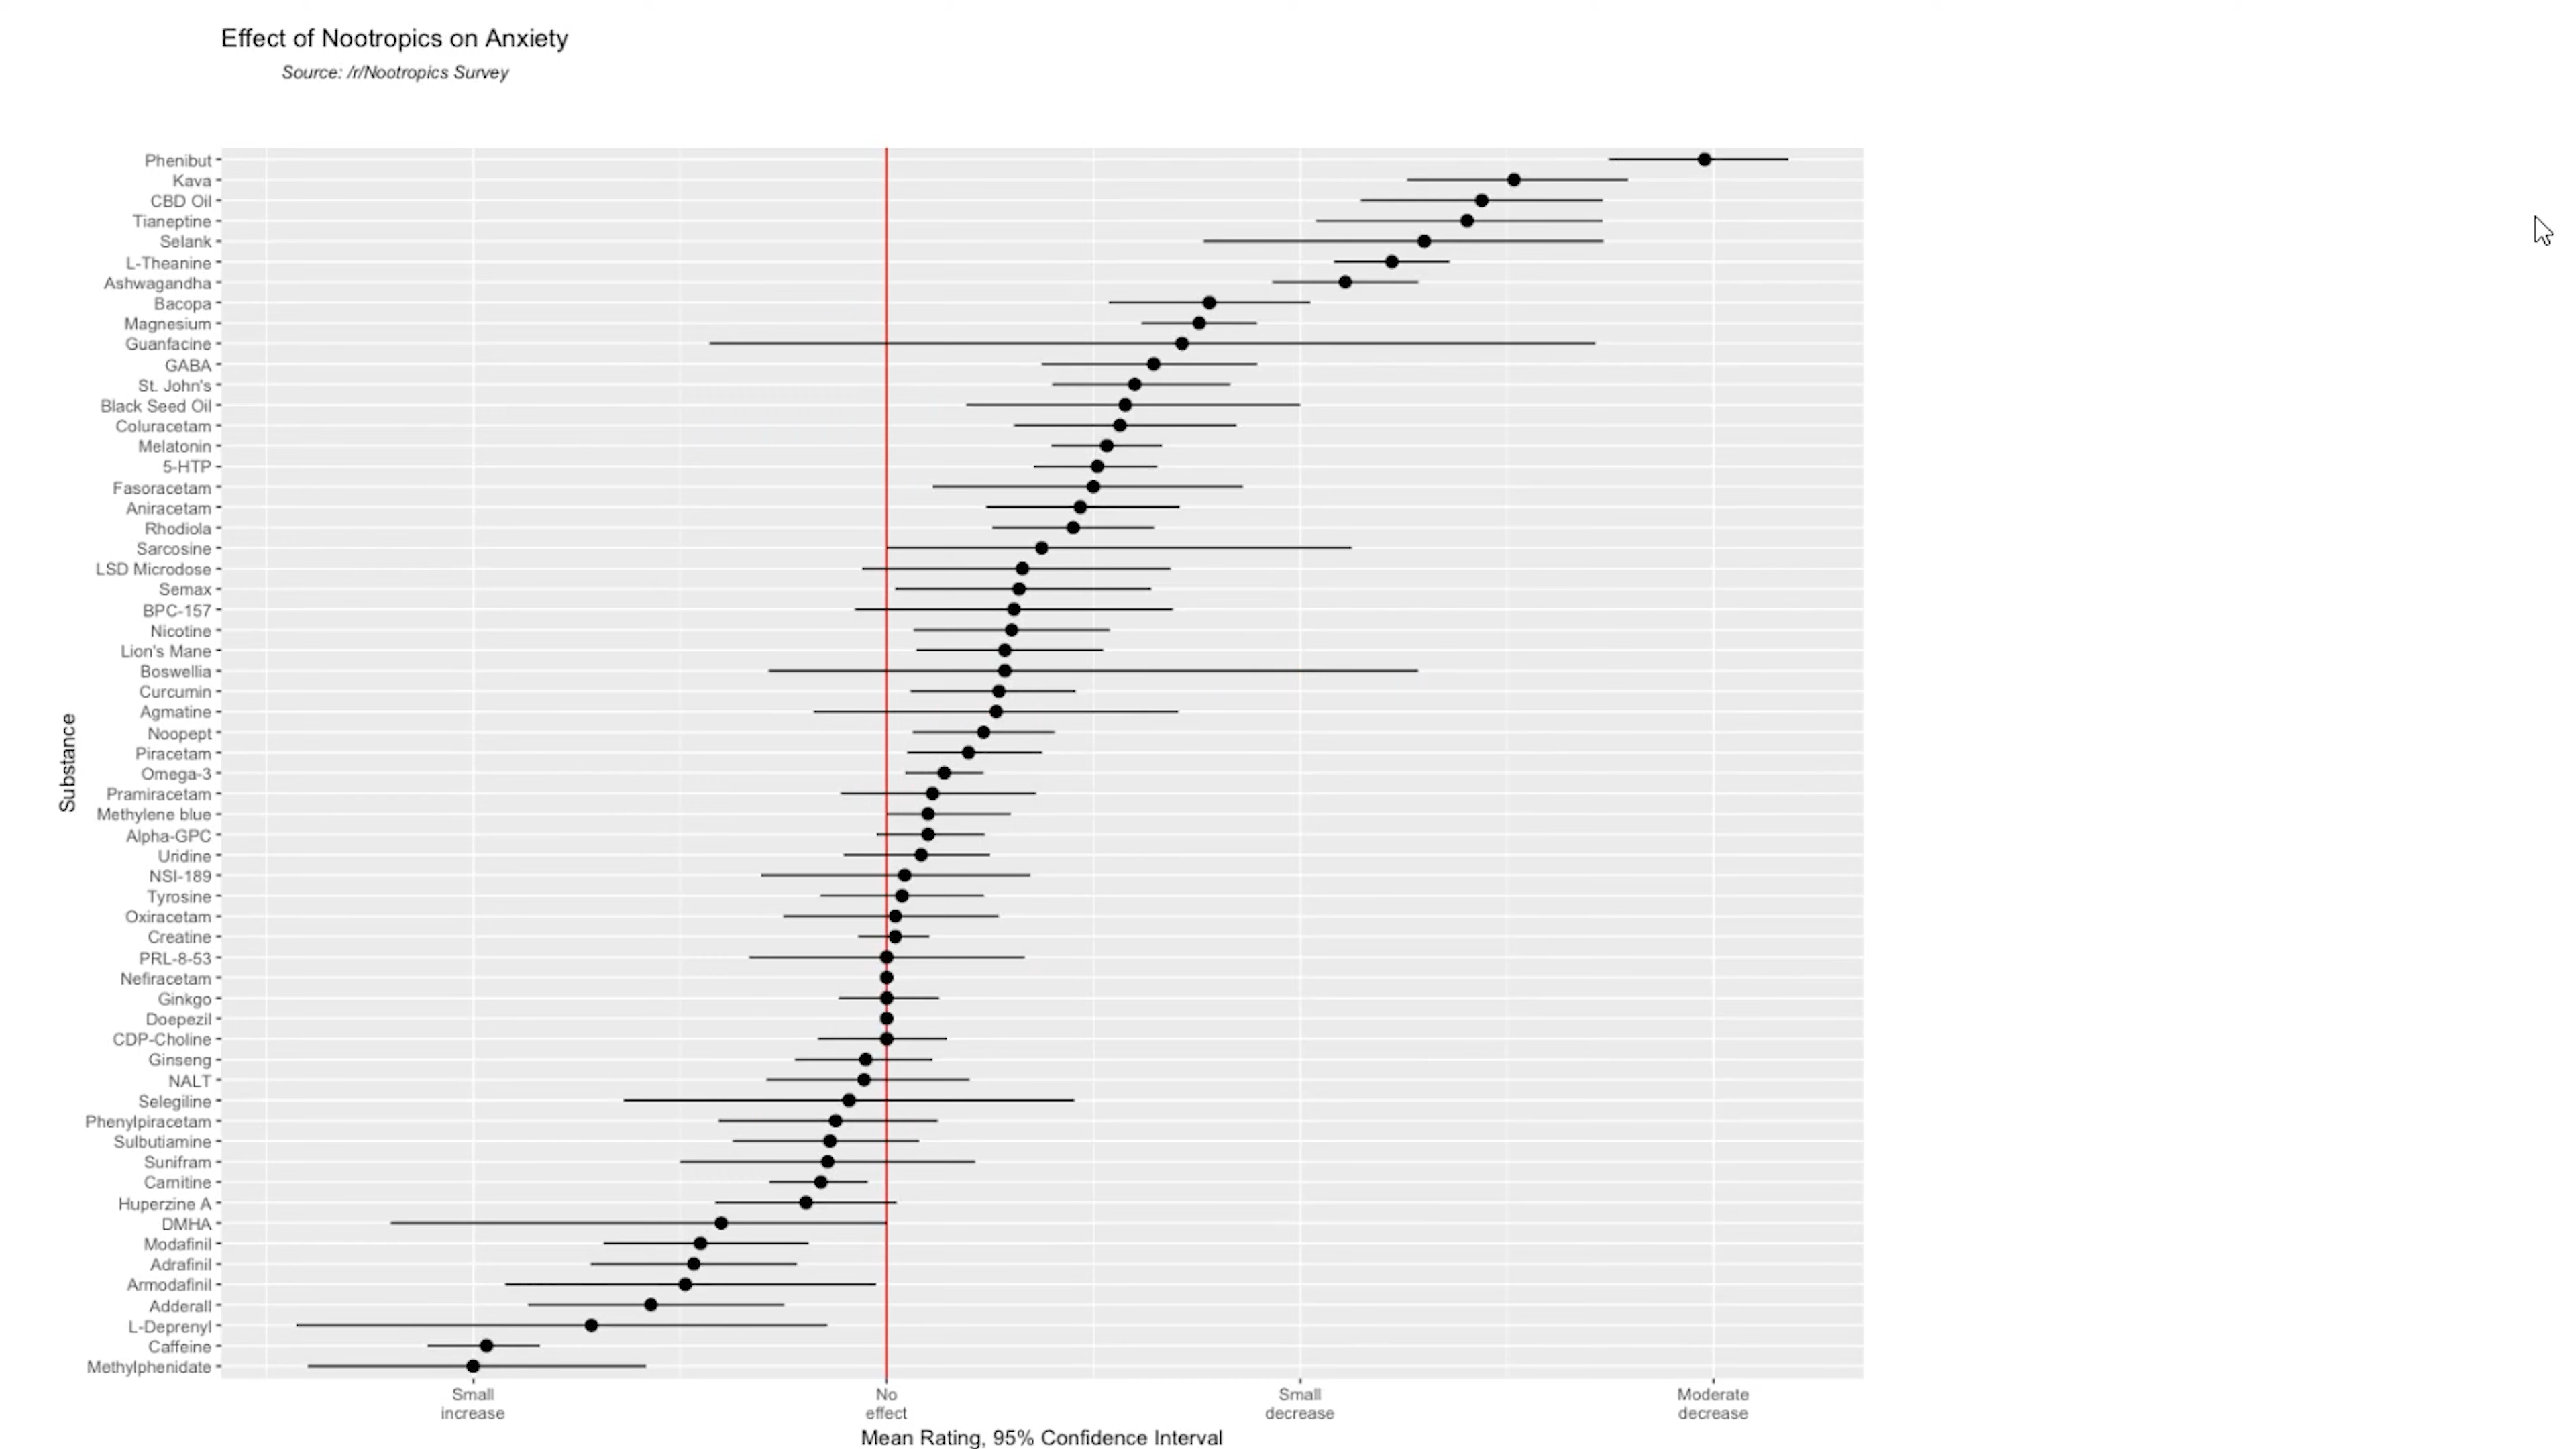 Effect of Nootropics on Anxiety
Source: /r/Nootropics Survey
Phenibut
Kava
CBD Oil
Tianeptine
Selank
L-Theanine
Ashwagandha
Bacopa
Magnesium
Guanfacine
GABA
St. John's
Black Seed Oil
Coluracetam
Melatonin
5-HTP
Fasoracetam
Aniracetam
Rhodiola
Sarcosine
LSD Microdose
Semax
BPC-157
Nicotine
Lion's Mane
Boswellia
Curcumin
Agmatine
Noopept
Piracetam
Omega-3
Pramiracetam
Methylene blue
Alpha-GPC
Uridine
NSI-189
Tyrosine
Oxiracetam
Creatine
PRL-8-53
Nefiracetam
Ginkgo
Doepezil
CDP-Choline
Ginseng
NALT
Selegiline
Phenylpiracetam
Sulbutiamine
Sunifram
Carnitine
Huperzine A
DMHA
Modafinil
Adrafinil
Armodafinil
Adderall
L-Deprenyl
Caffeine
Methylphenidate
Substance
Small
increase
No
effect
Small
decrease
Moderate
decrease
Mean Rating, 95% Confidence Interval